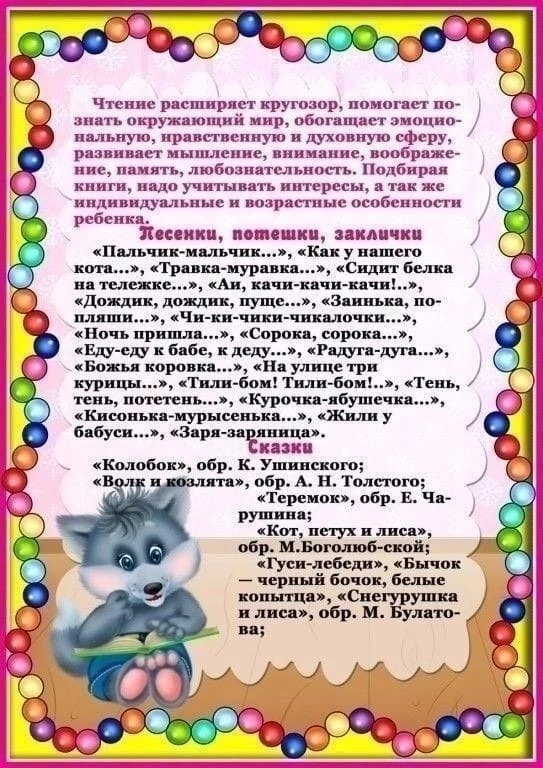 Чтение расширяет кругозор, помогает по-
знать окружающий мир, обогащает эмоцио-
нальную, нравственную и духовную сферу,
развивает мышление, внимание, воображе-
ние, память, любознательность. Подбирая
книги, надо учитывать интересы, а так же
индивидуальные и возрастные особенности
ребенка.
Песенки, потешки, заклички
«Пальчик-мальчик...», «Как у нашего
кота...», «Травка-муравка...», «Сидит белка
на тележке...», «Аи, качи-качи-качи!..»,
«Дождик, дождик, пуще...», «Заинька, по-
пляши...», «Чи-ки-чики-чикалочки...»,
«Ночь пришла...», «Сорока, сорока...»,
«Еду-еду к бабе, к деду...», «Радуга-дуга...»,
«Божья коровка...», «На улице три
курицы...», «Тили-бом! Тили-бом!..», «Тень,
тень, потетень...», «Курочка-ябушечка...»,
«Кисонька-мурысенька...», «Жили у
бабуси...», «Заря-заряница».
Сказки
«Колобок», обр. К. Ушинского;
«Волк и козлята», обр. А. Н. Толстого;
«Теремок», обр. Е. Ча-
рушина;
«Кот, петух и лиса»,
обр. М.Боголюб-ской;
«Гуси-лебеди», «Бычок
— черный бочок, белые
копытца», «Снегурушка
и лиса», обр. М. Булато-
ва;